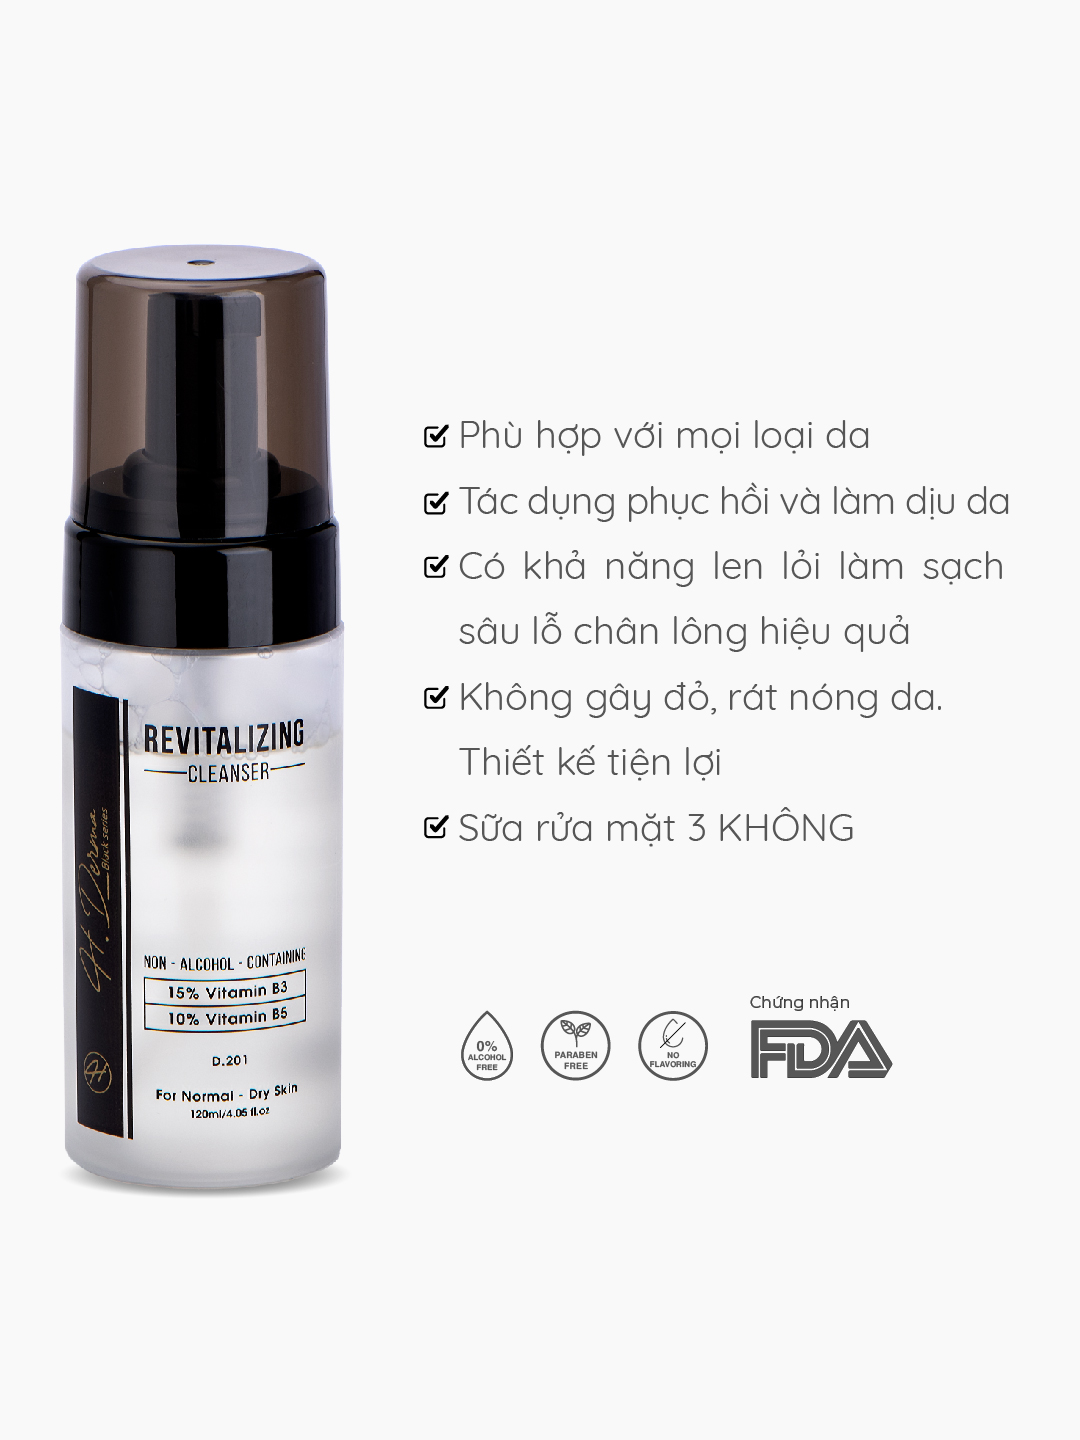 Phù hợp với mọi loại da
Tác dụng phục hồi và làm dịu da
Có khả năng len lỏi làm sạch
sâu lỗ chân lông hiệu quả
Không gây đỏ, rát nóng da.
Thiết kế tiện lợi
Sữa rửa mặt 3 KHÔNG
REVITALIZING
CLEANSER
H. Derma
Black series
NON - ALCOHOL - CONTAINING
15% Vitamin B3
10% Vitamin B5
D.201
For Normal - Dry Skin
120ml/4.05 fl.oz
0%
ALCOHOL
FREE
PARABEN
FREE
NO
FLAVORING
Chứng nhận
FDA